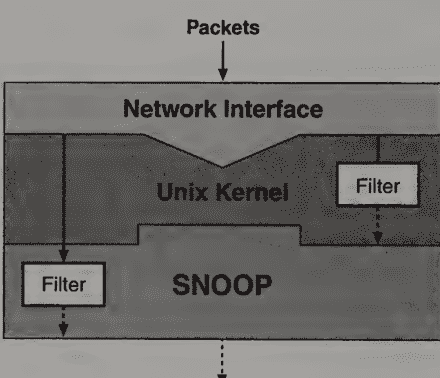 Packets
Network Interface
Unix Kernel
Filter
Filter
SNOOP